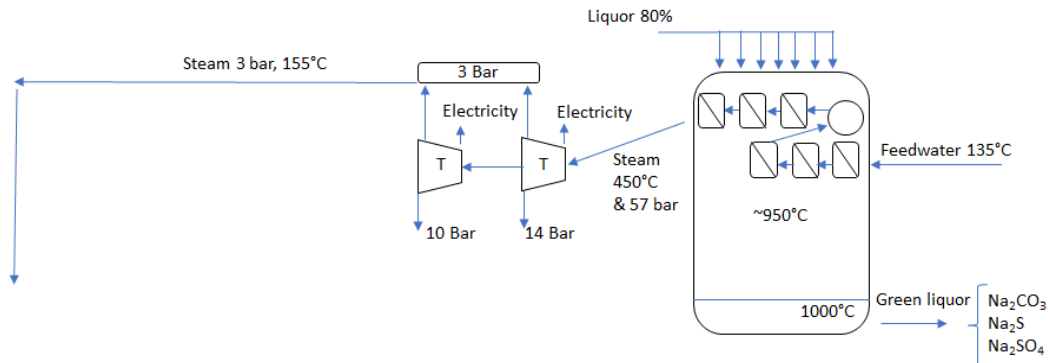 Liquor 80%
Steam 3 bar, 155°C
3 Bar
Electricity
Electricity
T
T
Steam
450°C
& 57 bar
Feedwater 135°C
~950°C
10 Bar
14 Bar
1000°C
Green liquor
Na₂CO₃
Na₂S
Na₂SO₄